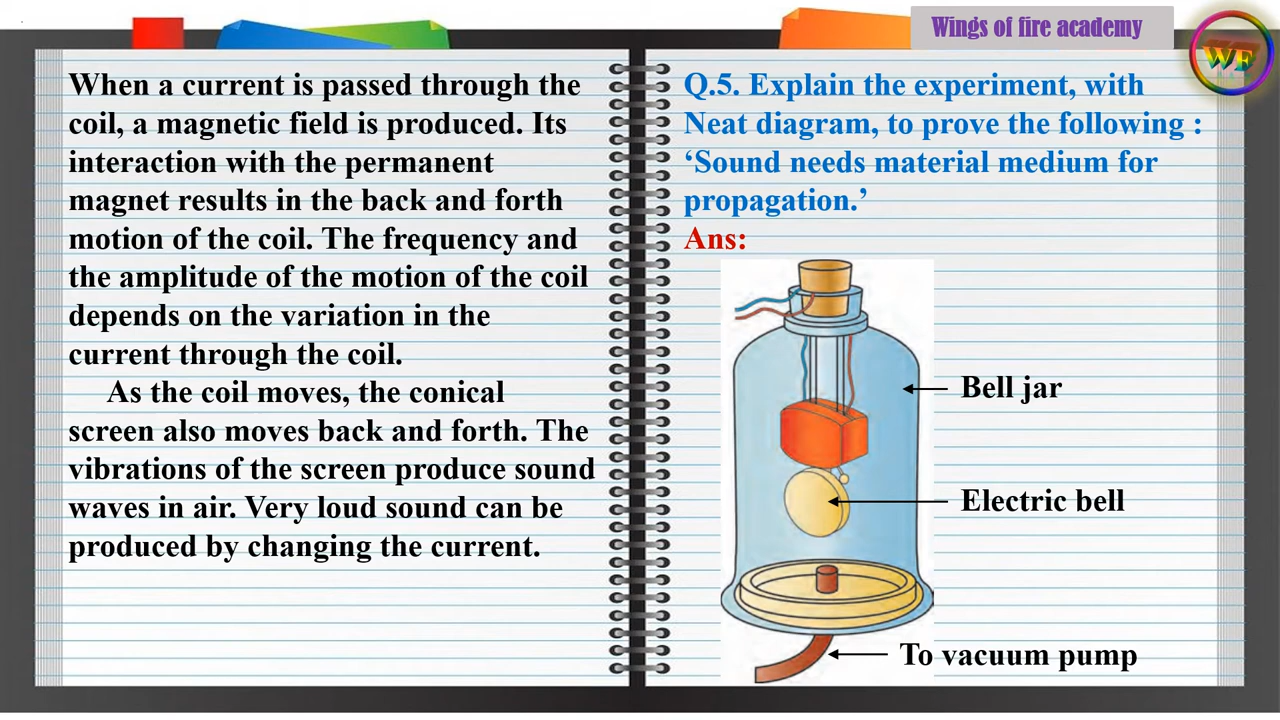 Wings of fire academy
WF
When a current is passed through the
coil, a magnetic field is produced. Its
interaction with the permanent
magnet results in the back and forth
motion of the coil. The frequency and
the amplitude of the motion of the coil
depends on the variation in the
current through the coil.
As the coil moves, the conical
screen also moves back and forth. The
vibrations of the screen produce sound
waves in air. Very loud sound can be
produced by changing the current.
Q.5. Explain the experiment, with
Neat diagram, to prove the following :
‘Sound needs material medium for
propagation.’
Ans:
Bell jar
Electric bell
To vacuum pump